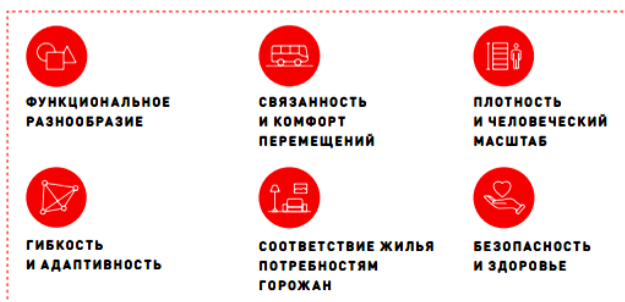 ФУНКЦИОНАЛЬНОЕ
РАЗНООБРАЗИЕ
СВЯЗАННОСТЬ
И КОМФОРТ
ПЕРЕМЕЩЕНИЙ
ПЛОТНОСТЬ
И ЧЕЛОВЕЧЕСКИЙ
МАСШТАБ
ГИБКОСТЬ
И АДАПТИВНОСТЬ
СООТВЕТСТВИЕ ЖИЛЬЯ
ПОТРЕБНОСТЯМ
ГОРОЖАН
БЕЗОПАСНОСТЬ
И ЗДОРОВЬЕ